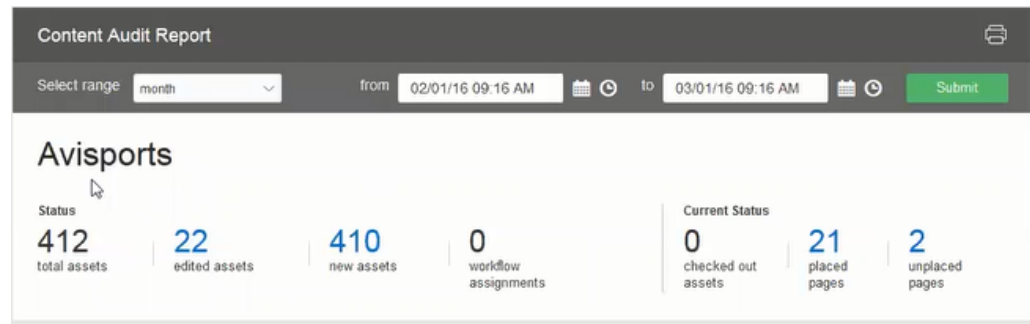 Content Audit Report
Select range month from 02/01/16 09:16 AM to 03/01/16 09:16 AM Submit
Avisports
Status
412 22 410 0
total assets edited assets new assets workflow
assignments
Current Status
0 21 2
checked out placed unplaced
assets pages pages